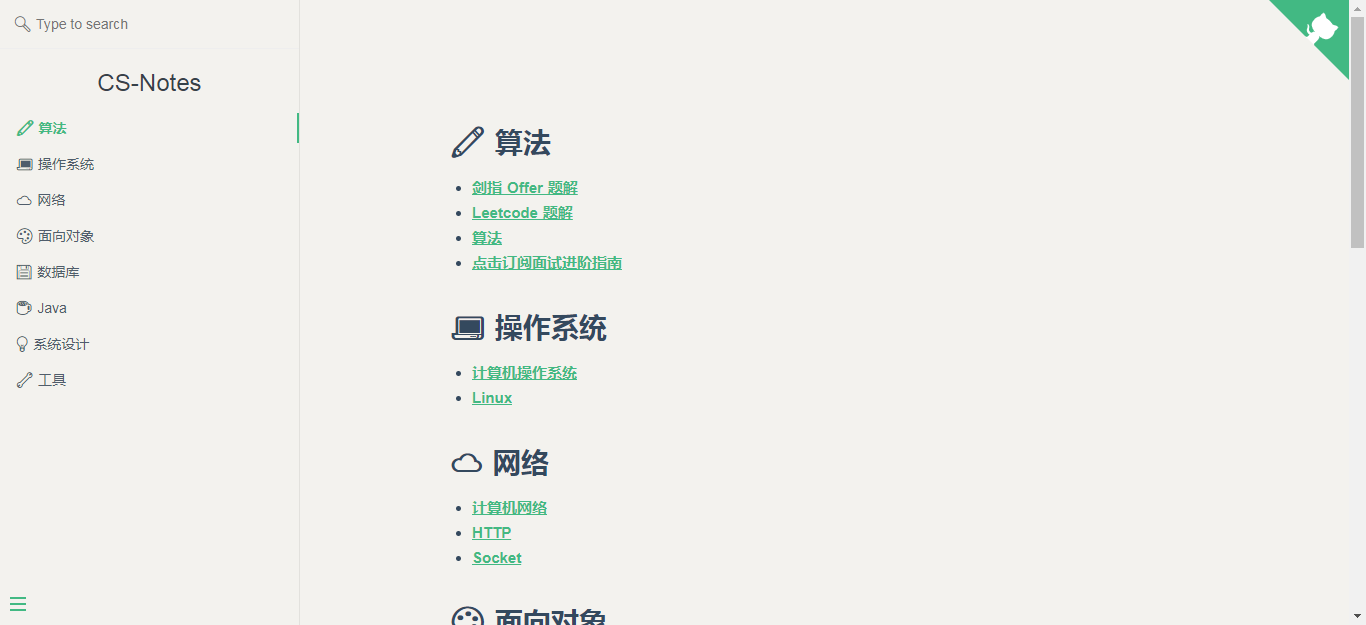 Type to search
CS-Notes
算法
操作系统
网络
面向对象
数据库
Java
系统设计
工具
算法
剑指 Offer 题解
Leetcode 题解
算法
点击订阅面试进阶指南
操作系统
计算机操作系统
Linux
网络
计算机网络
HTTP
Socket
面向对象